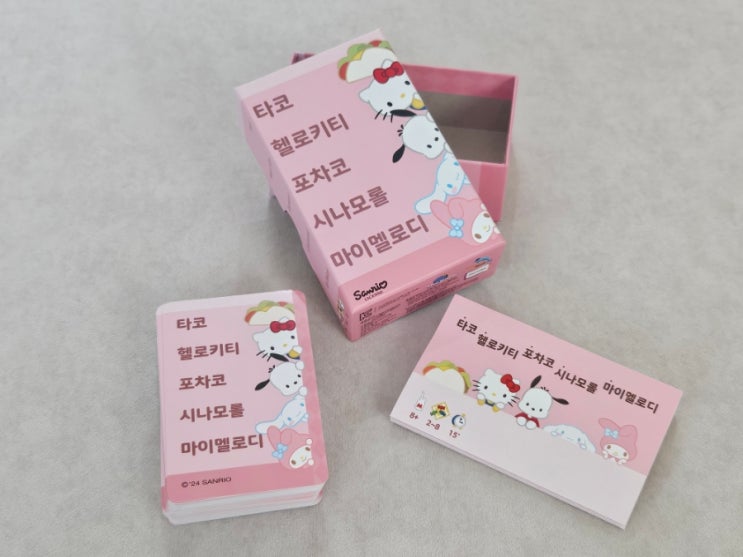 타코
헬로키티
포차코
시나모롤
마이멜로디
Sanrio
LICENSE
타코
헬로키티
포차코
시나모롤
마이멜로디
©'24 SANRIO
타코 헬로키티 포차코 시나모롤 마이멜로디
8+
2~8
15'